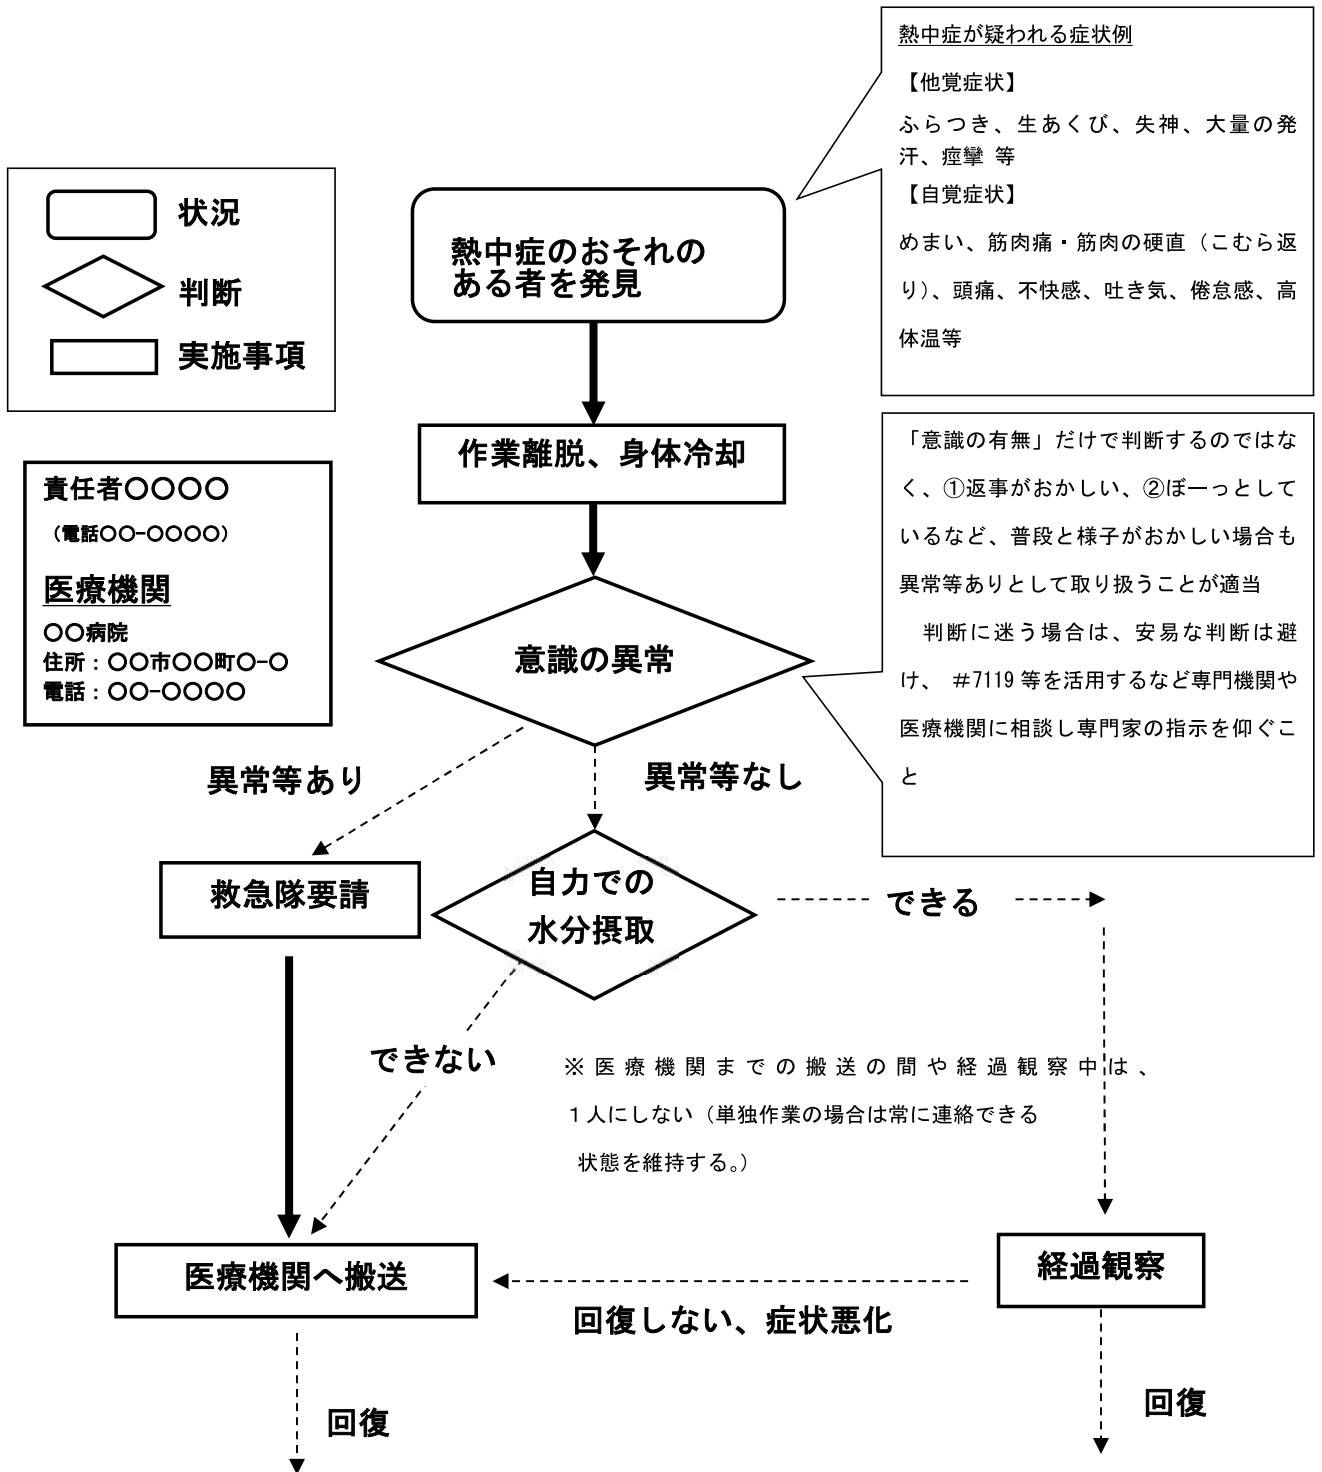 熱中症が疑われる症状例
【他覚症状】
ふらつき、生あくび、失神、大量の発
汗、痙攣 等
【自覚症状】
めまい、筋肉痛・筋肉の硬直（こむら返
り）、頭痛、不快感、吐き気、倦怠感、高
体温等
状況
判断
実施事項
熱中症のおそれの
ある者を発見
作業離脱、身体冷却
責任者〇〇〇〇
（電話〇〇-〇〇〇〇）
医療機関
〇〇病院
住所：〇〇市〇〇町〇-〇
電話：〇〇-〇〇〇〇
「意識の有無」だけで判断するのではな
く、①返事がおかしい、②ぼーっとして
いるなど、普段と様子がおかしい場合も
異常等ありとして取り扱うことが適当
判断に迷う場合は、安易な判断は避
け、 ＃7119 等を活用するなど専門機関や
医療機関に相談し専門家の指示を仰ぐこ
と
意識の異常
異常等あり
異常等なし
救急隊要請
自力での
水分摂取
できる
できない
※医療機関までの搬送の間や経過観察中は、
１人にしない（単独作業の場合は常に連絡できる
状態を維持する。）
医療機関へ搬送
経過観察
回復しない、症状悪化
回復
回復